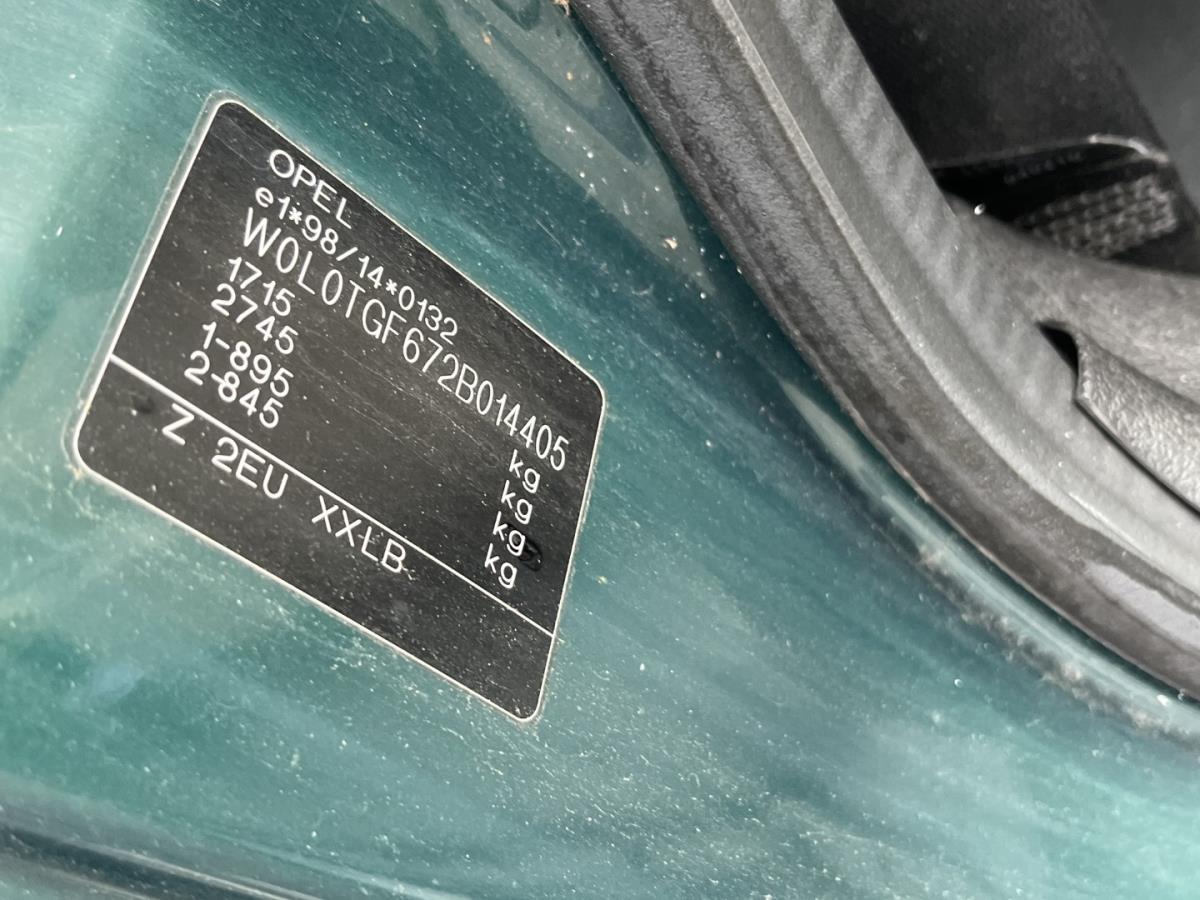 OPEL
e1*98/14*0132
W0L0TGF672B014405
1715 kg
2745 kg
1-895 kg
2-845 kg
Z 2EU XXLB